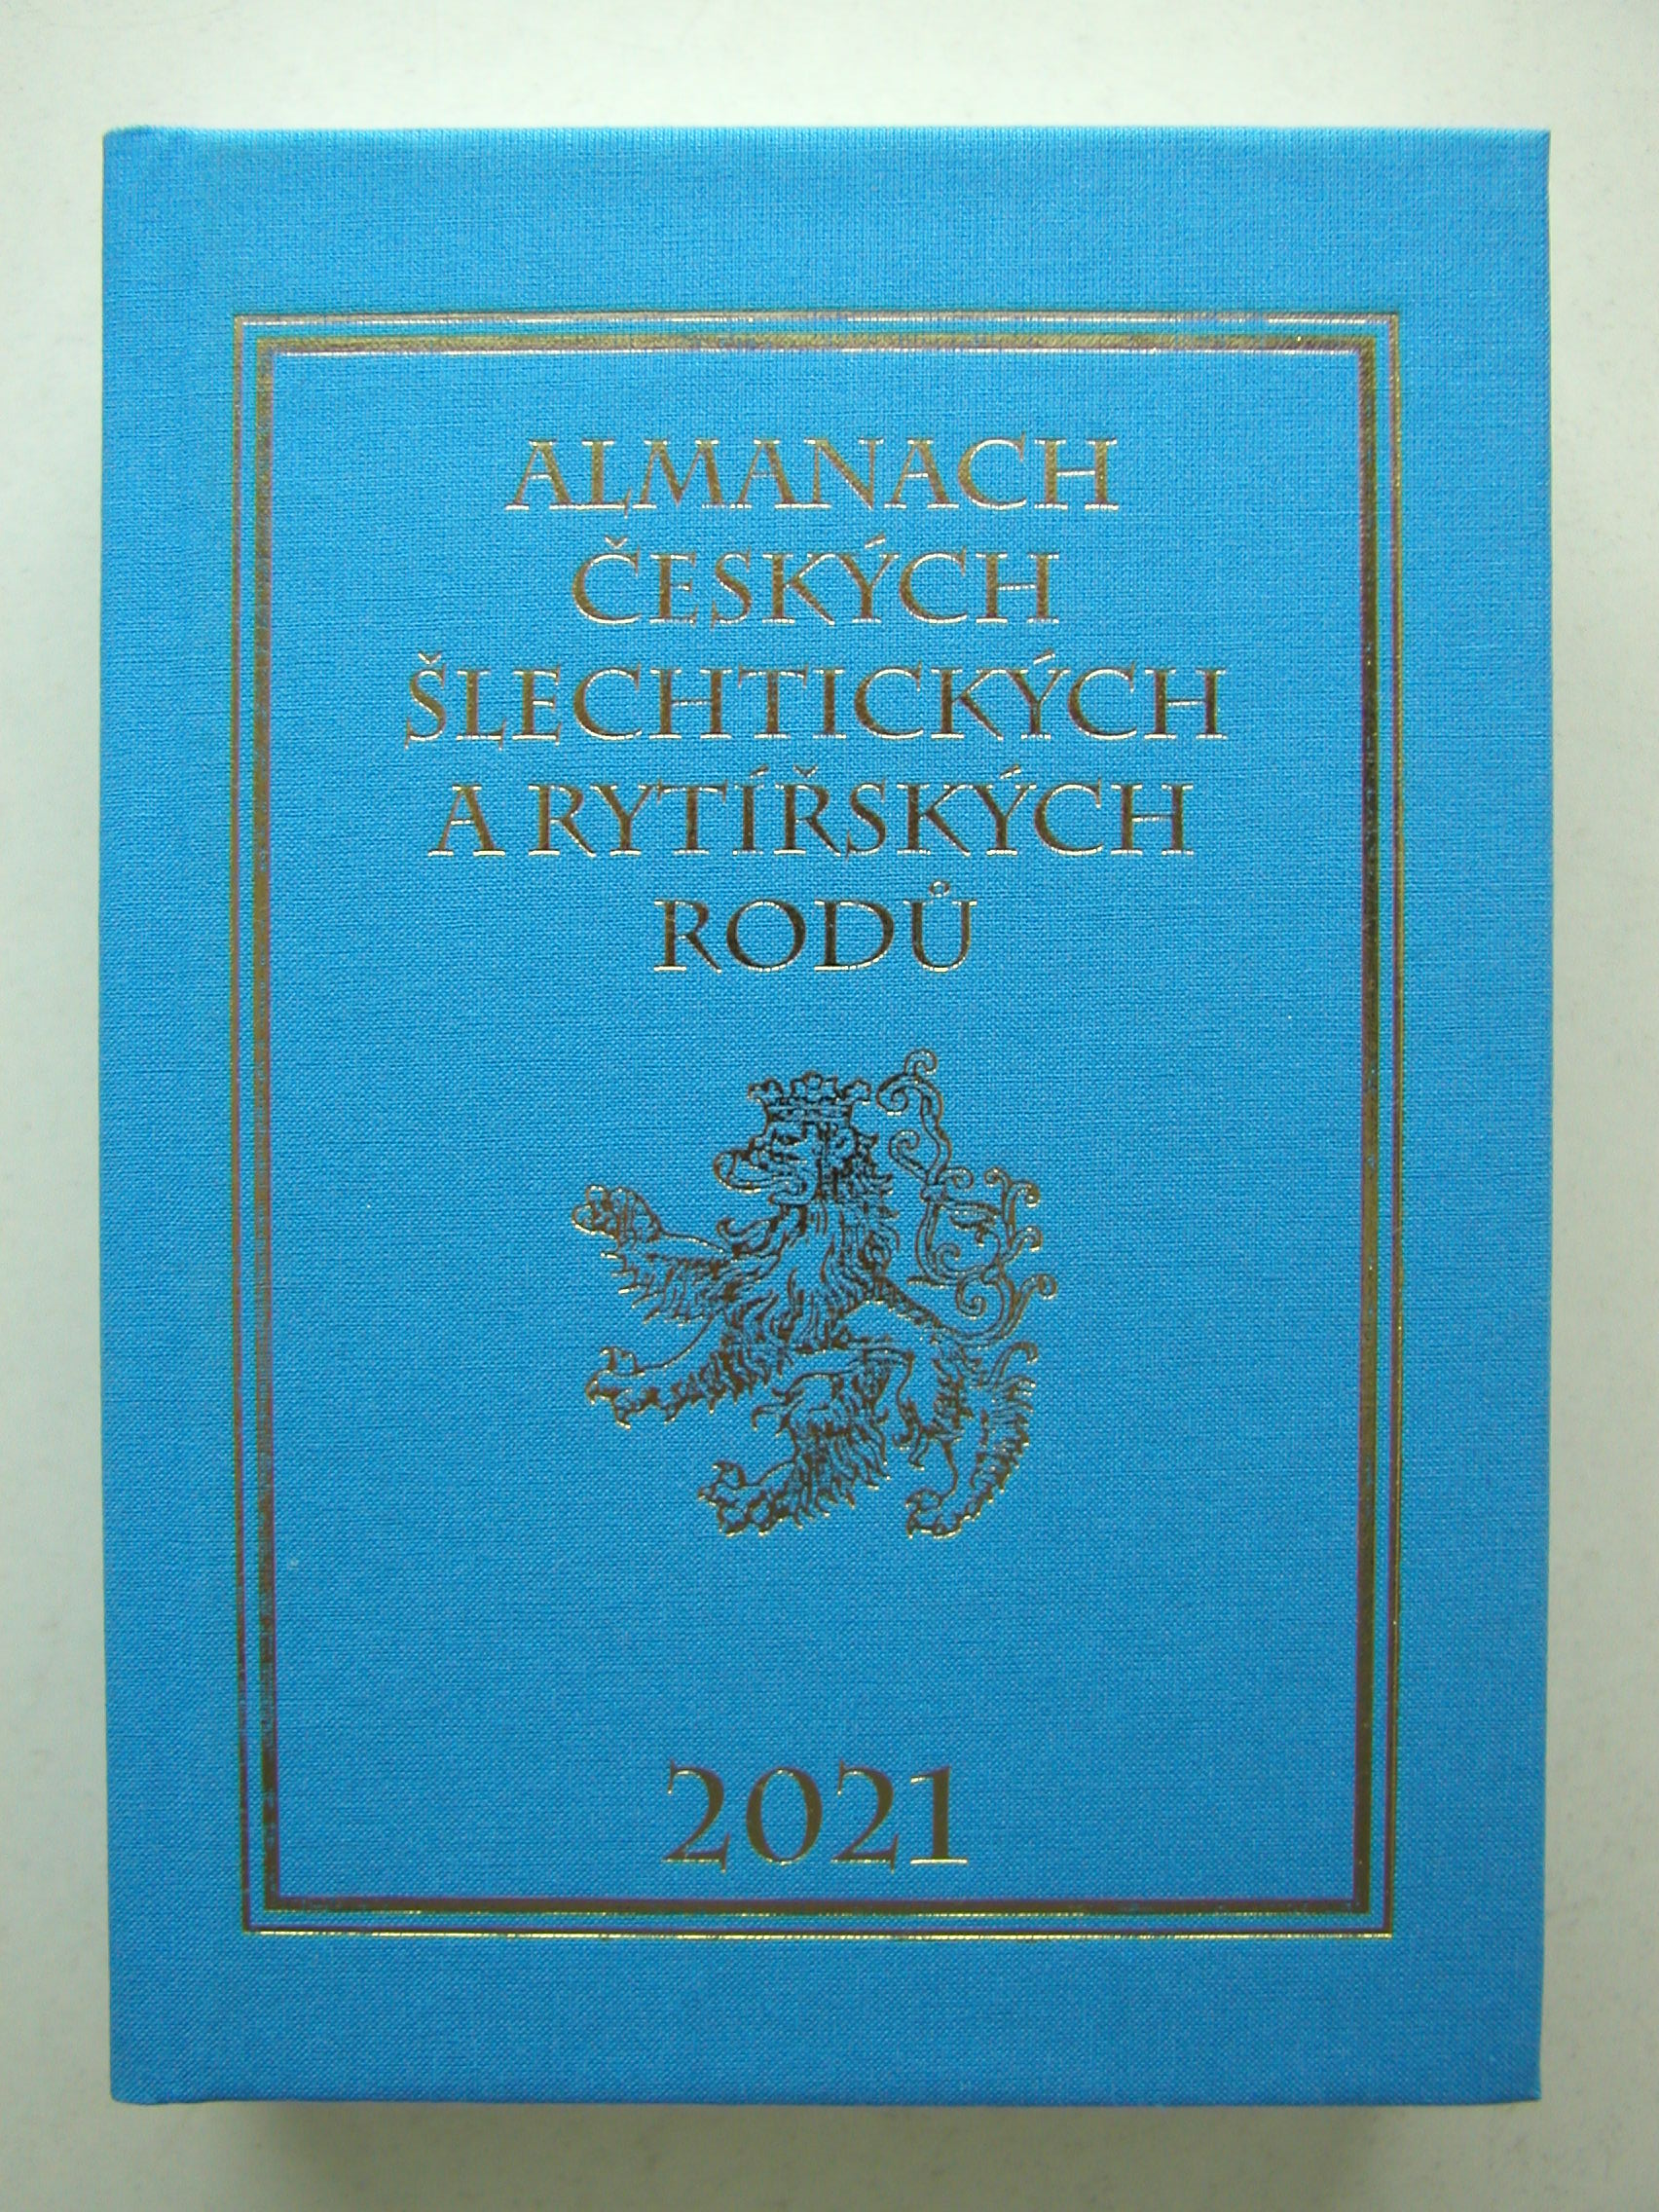 ALMANACH
ČESKÝCH
ŠLECHTICKÝCH
A RYTÍŘSKÝCH
RODŮ
2021